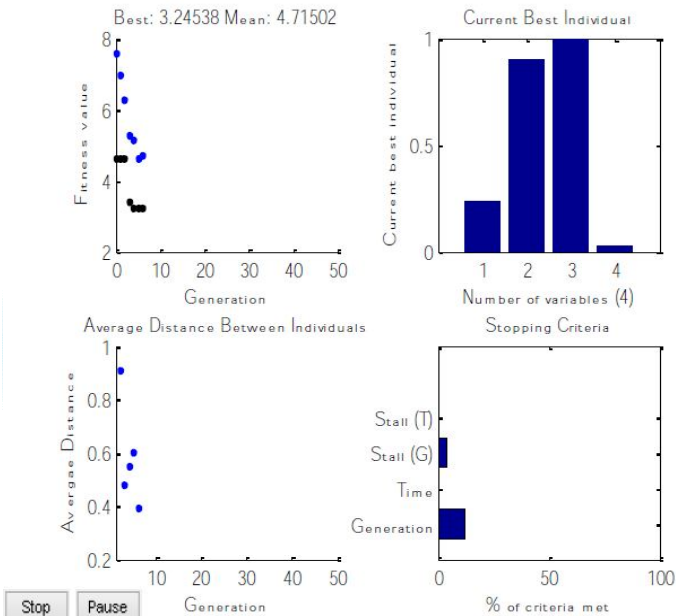 Best: 3.24538 Mean: 4.71502
8
6
4
2
Fitness value
0 10 20 30 40 50
Generation
Current Best Individual
1
0.5
0
Current best individual
1 2 3 4
Number of variables (4)
Average Distance Between Individuals
1
0.8
0.6
0.4
0.2
Avergae Distance
10 20 30 40 50
Generation
Stopping Criteria
Stall (T)
Stall (G)
Time
Generation
0 50 100
% of criteria met
Stop Pause